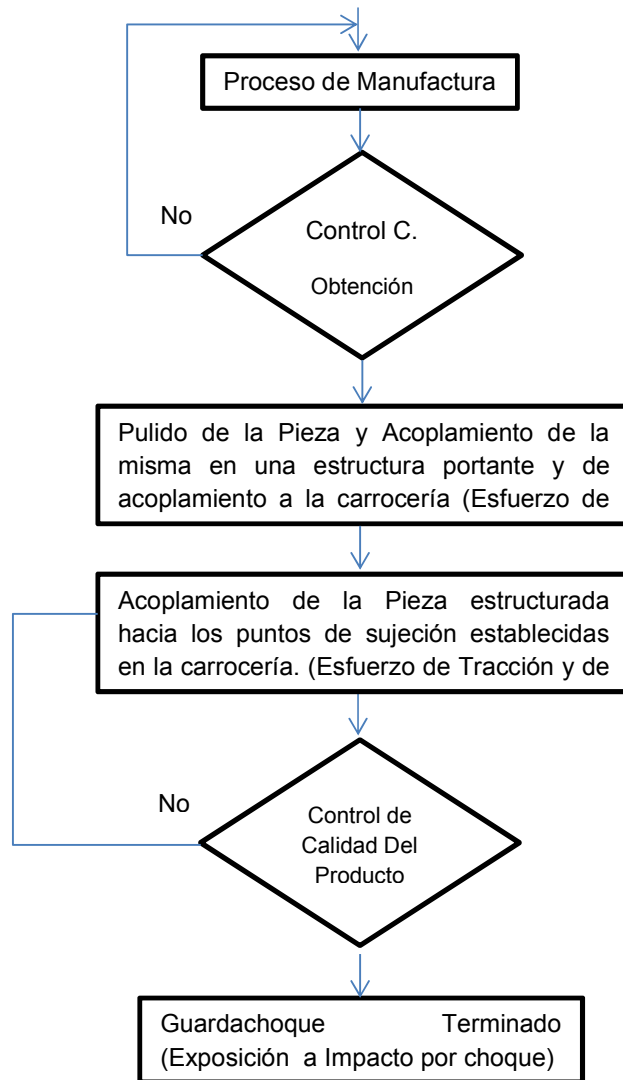 Proceso de Manufactura
No
Control C.
Obtención
Pulido de la Pieza y Acoplamiento de la
misma en una estructura portante y de
acoplamiento a la carrocería (Esfuerzo de
Acoplamiento de la Pieza estructurada
hacia los puntos de sujeción establecidas
en la carrocería. (Esfuerzo de Tracción y de
No
Control de
Calidad Del
Producto
Guardachoque Terminado
(Exposición a Impacto por choque)